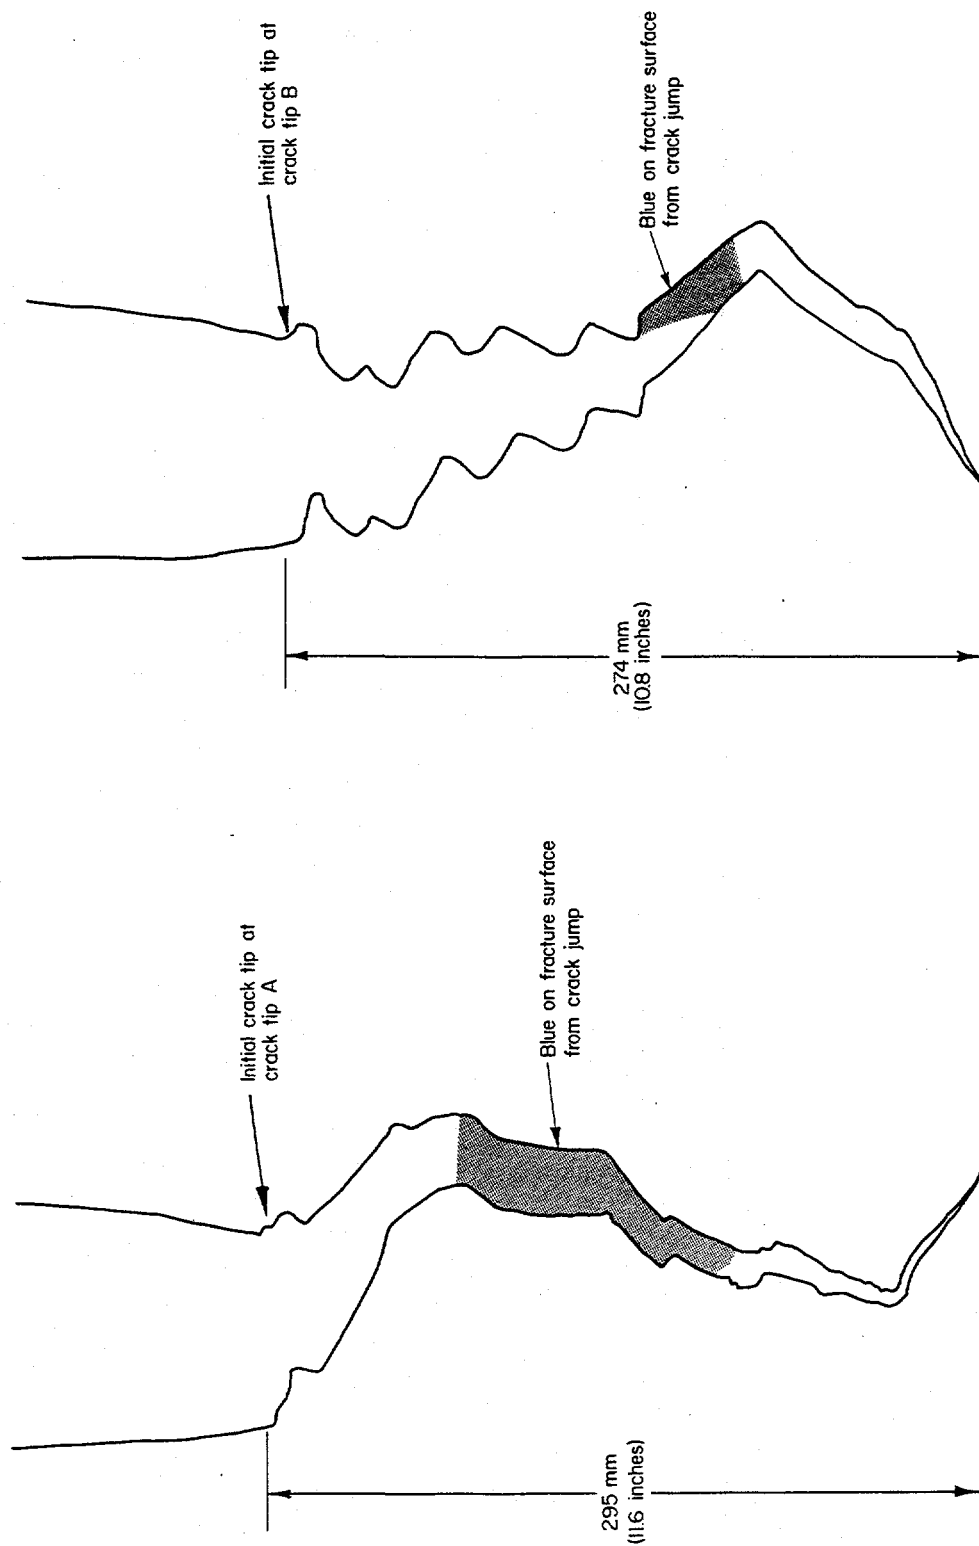 Initial crack tip at
crack tip A
Blue on fracture surface
from crack jump
295 mm
(11.6 inches)
Initial crack tip at
crack tip B
Blue on fracture surface
from crack jump
274 mm
(10.8 inches)